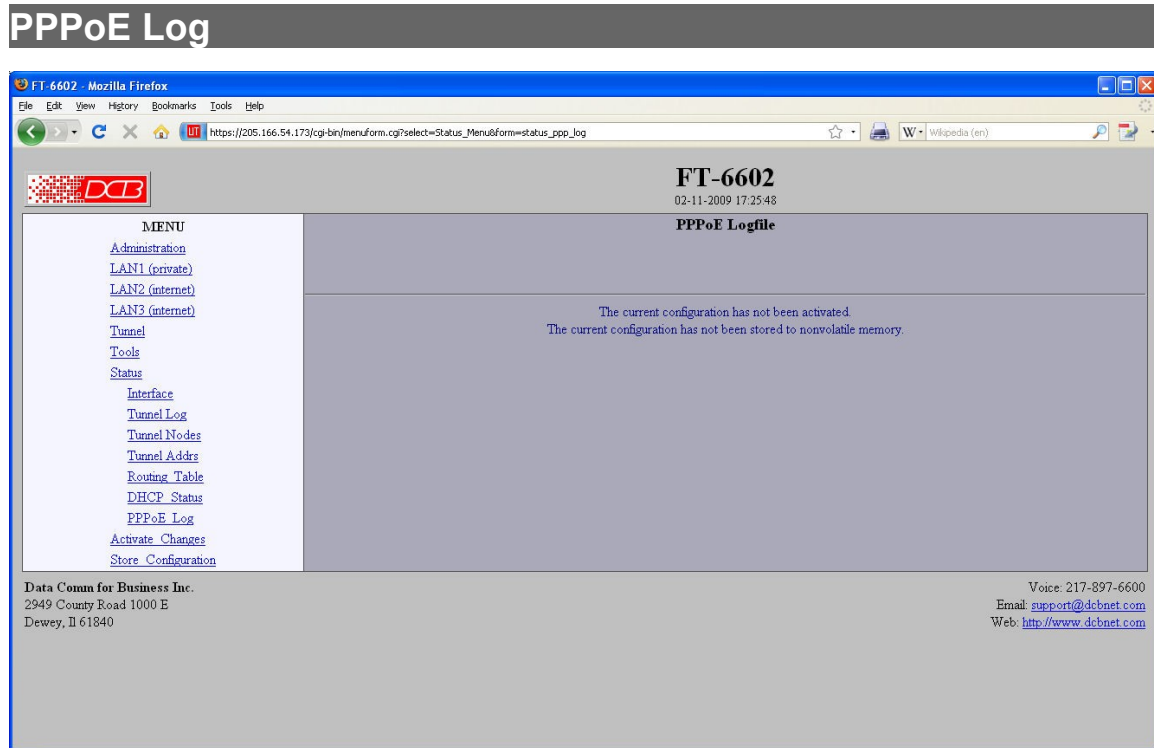 PPPoE Log
FT-6602 - Mozilla Firefox
File Edit View History Bookmarks Tools Help
UT https://205.166.54.173/cgi-bin/menuform.cgi?select=Status_Menu&form=status_ppp_log W Wikipedia (en)
DCB
FT-6602
02-11-2009 17:25:48
MENU
Administration
LAN1 (private)
LAN2 (internet)
LAN3 (internet)
Tunnel
Tools
Status
Interface
Tunnel Log
Tunnel Nodes
Tunnel Addrs
Routing Table
DHCP Status
PPPoE Log
Activate Changes
Store Configuration
PPPoE Logfile
The current configuration has not been activated.
The current configuration has not been stored to nonvolatile memory.
Data Comm for Business Inc.
2949 County Road 1000 E
Dewey, Il 61840
Voice: 217-897-6600
Email: support@dcbnet.com
Web: http://www.dcbnet.com